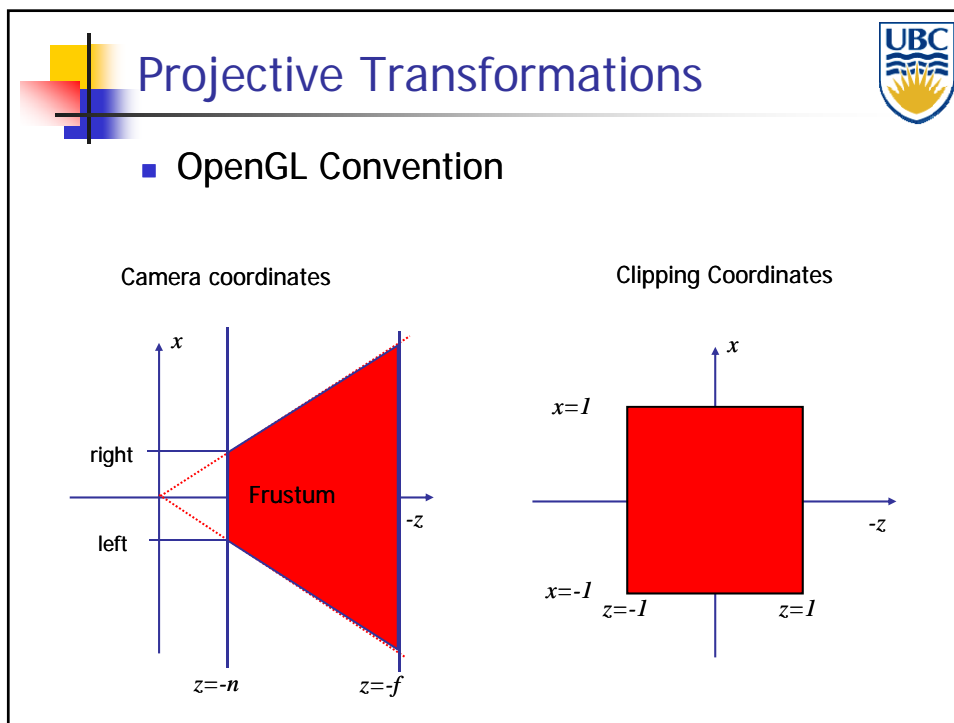 Projective Transformations
UBC
OpenGL Convention
Camera coordinates
x
right
Frustum
-z
left
z=-n
z=-f
Clipping Coordinates
x
x=1
-z
x=-1
z=-1
z=1